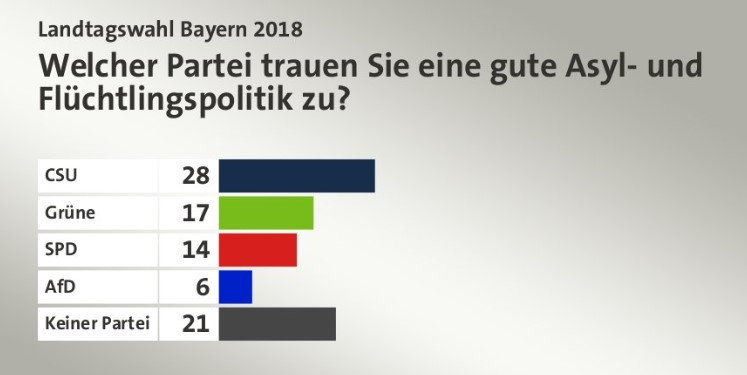 Landtagswahl Bayern 2018
Welcher Partei trauen Sie eine gute Asyl- und
Flüchtlingspolitik zu?
CSU 28
Grüne 17
SPD 14
AfD 6
Keiner Partei 21